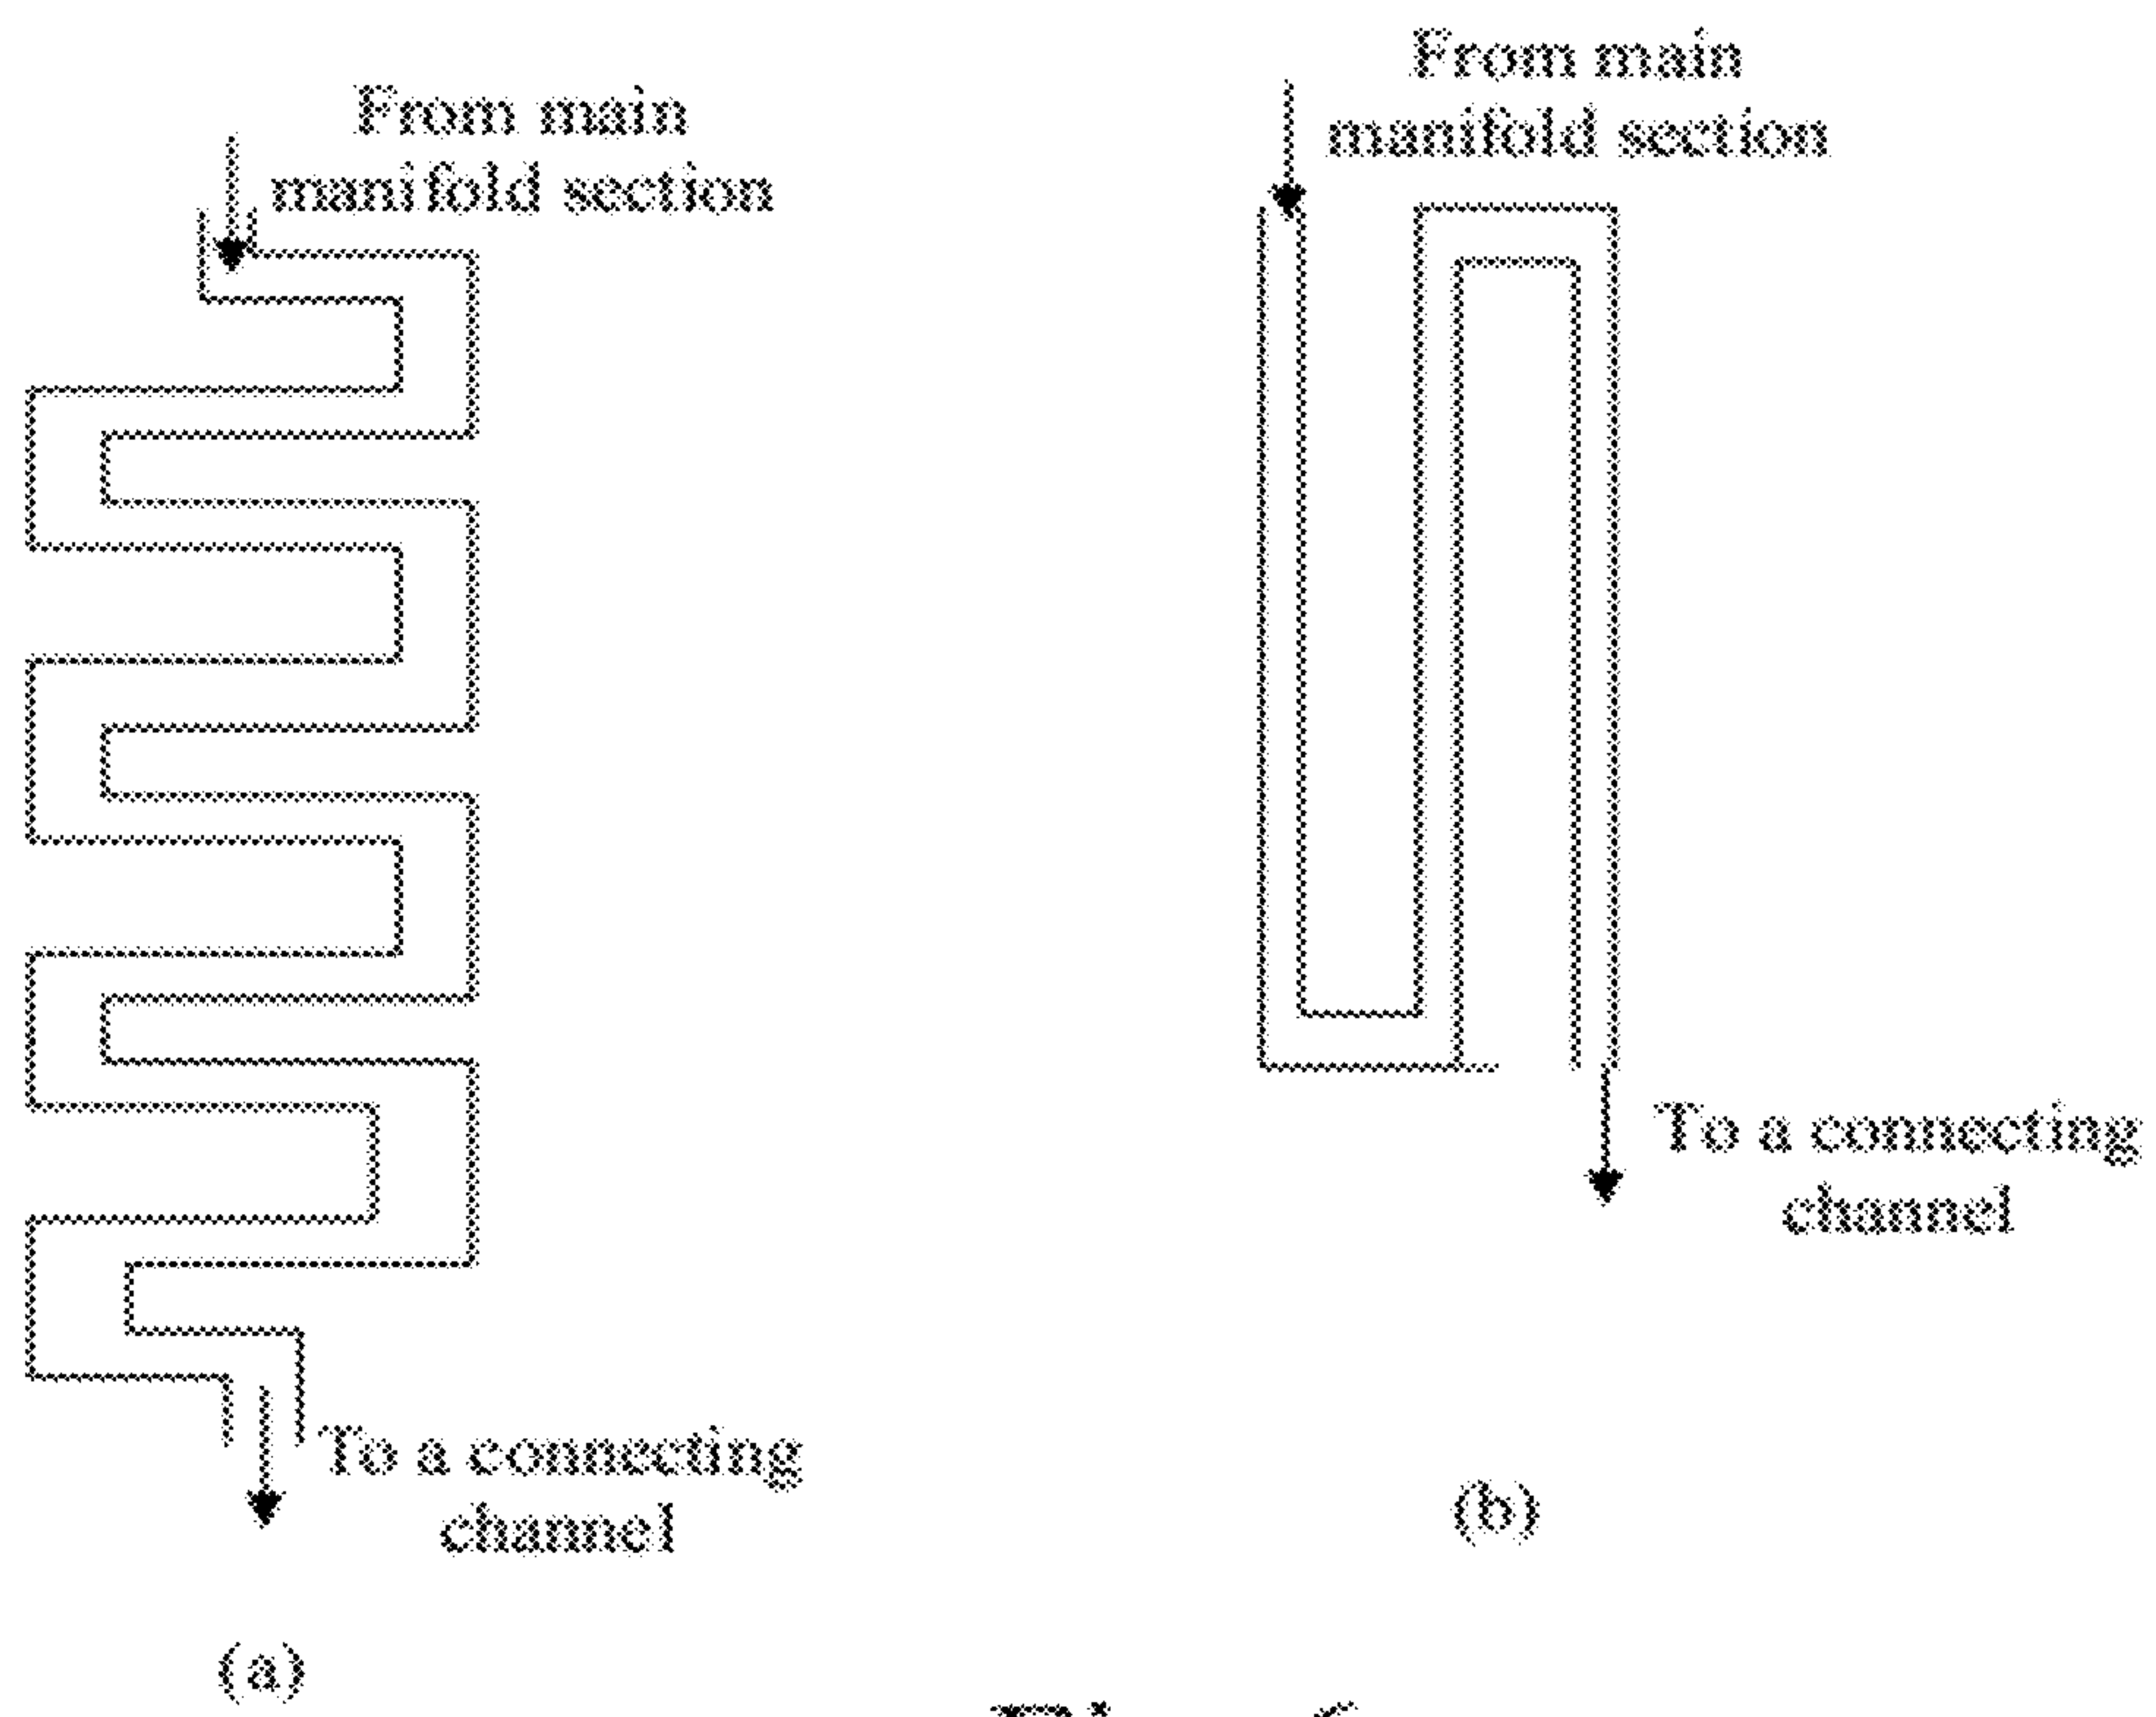 From main
manifold section
To a connecting
channel
(a)
From main
manifold section
To a connecting
channel
(b)